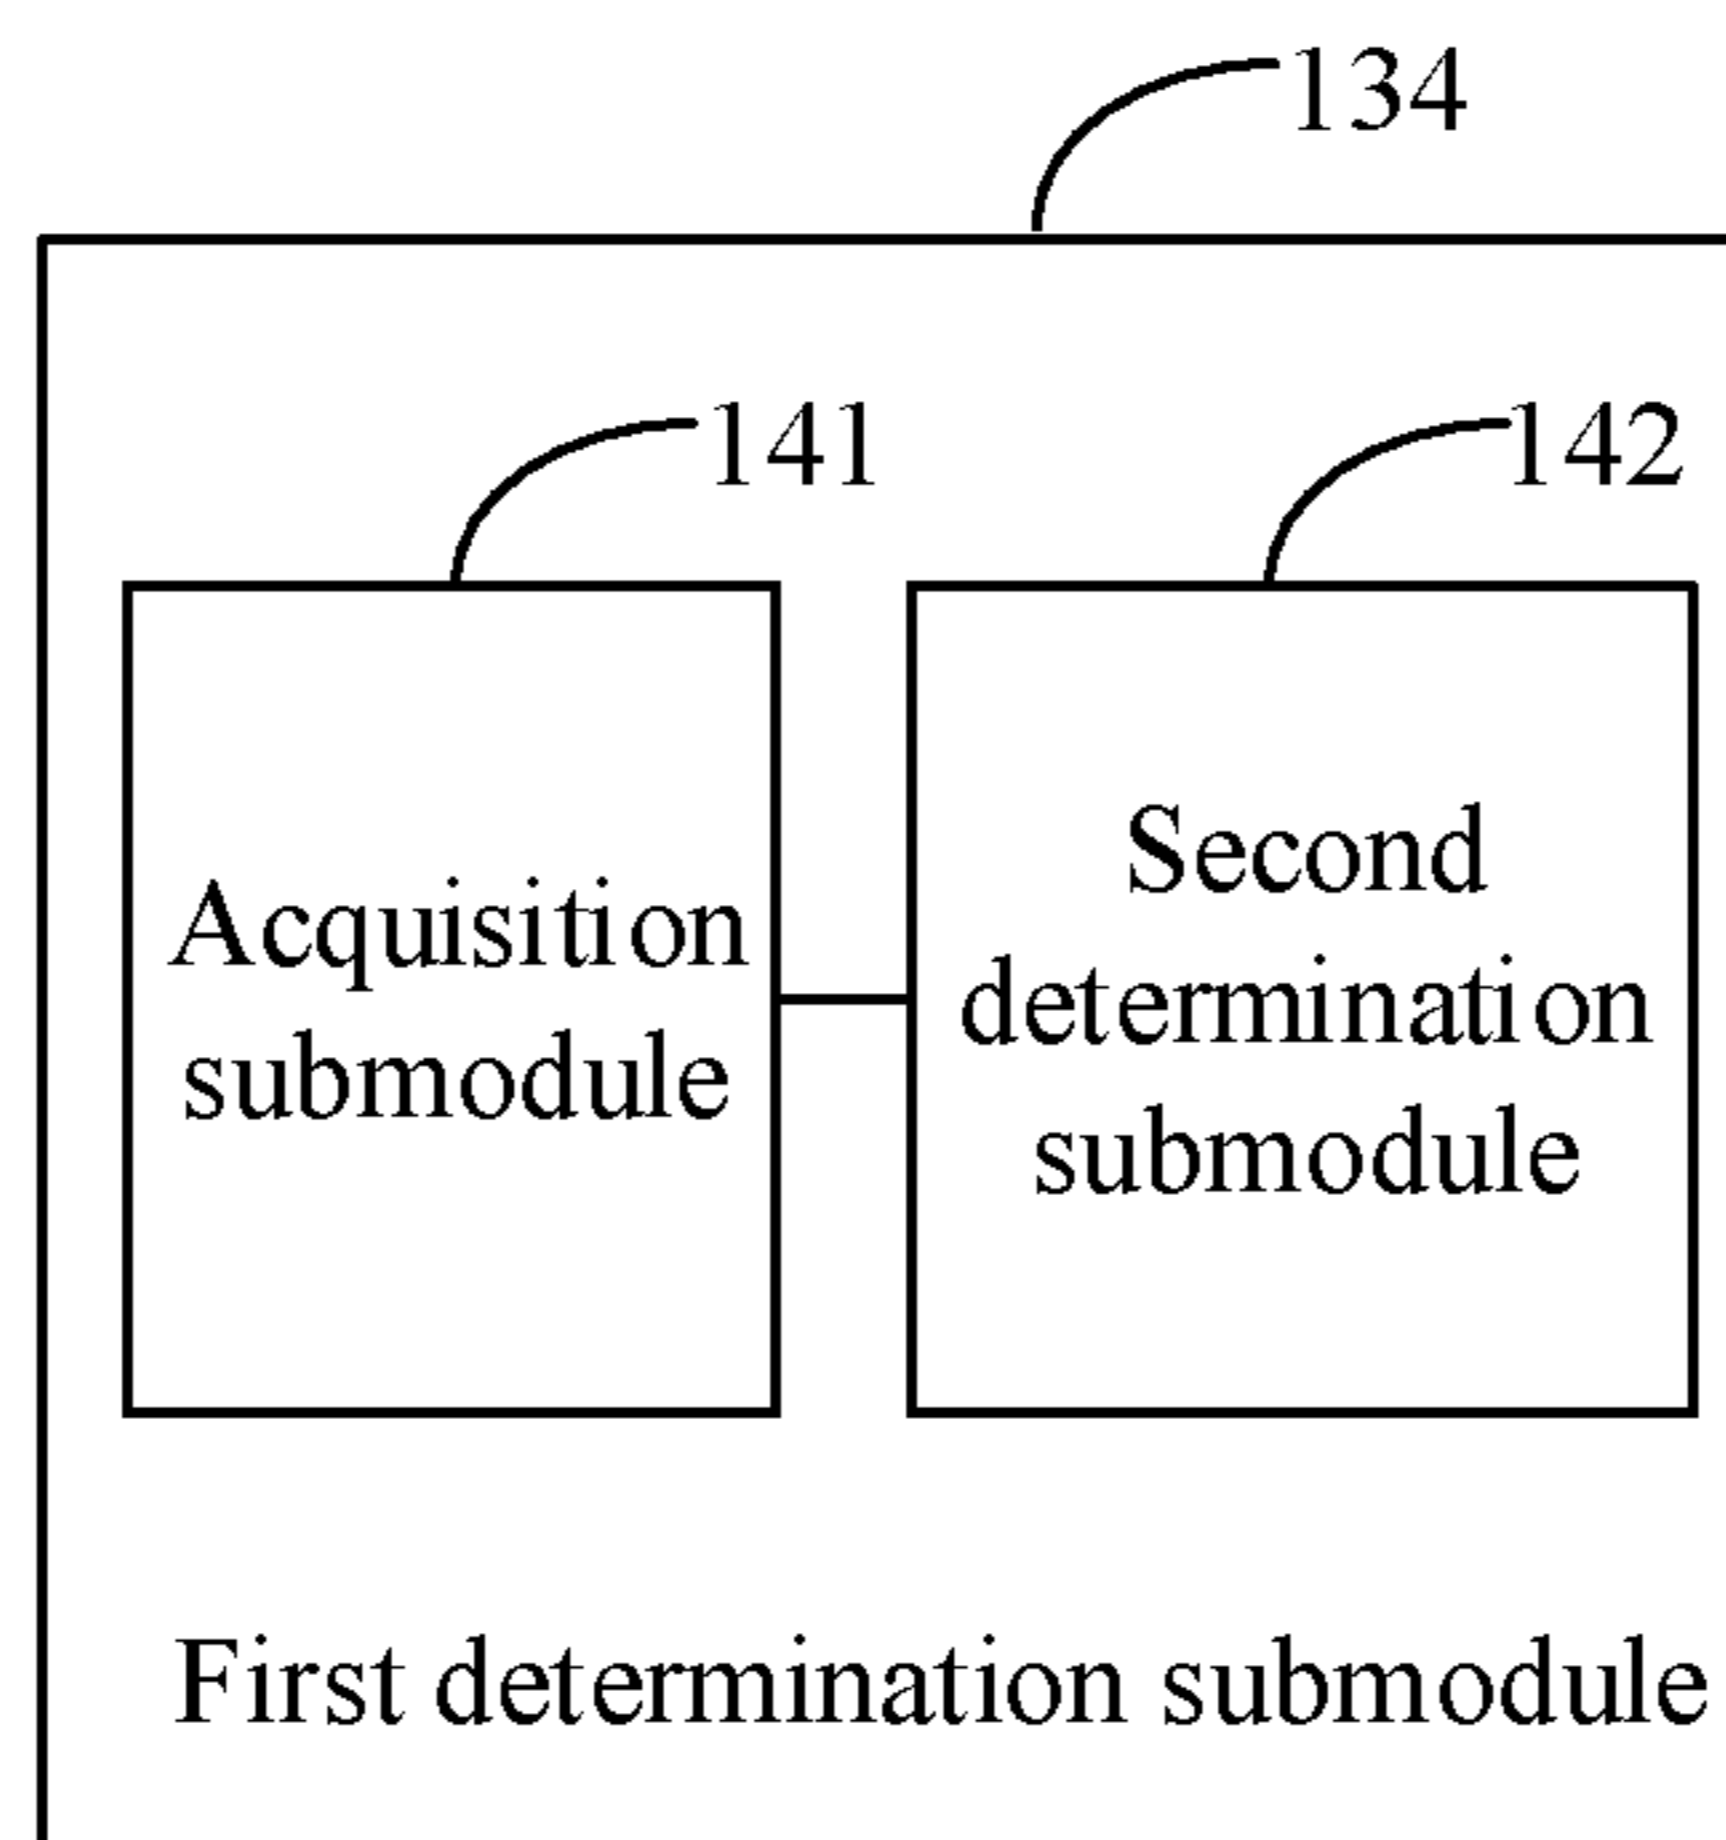 134
141
142
Acquisition
submodule
Second
determination
submodule
First determination submodule